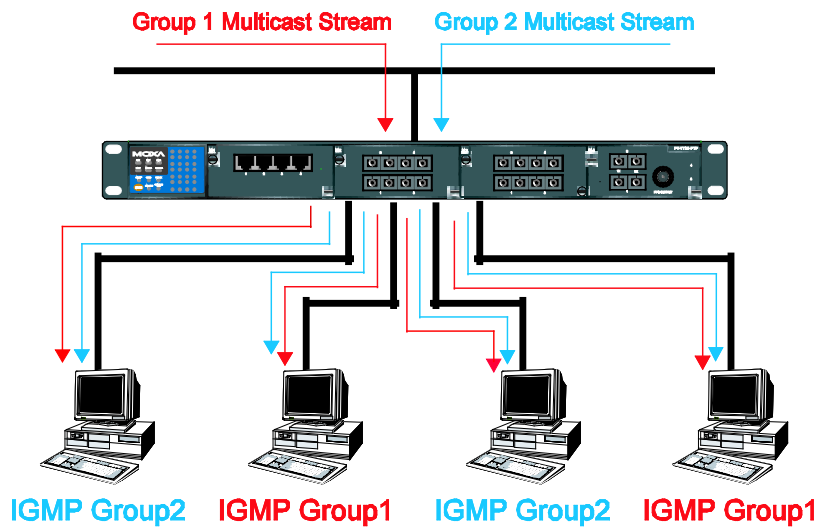 Group 1 Multicast Stream
Group 2 Multicast Stream
MOXA
IGMP Group2
IGMP Group1
IGMP Group2
IGMP Group1